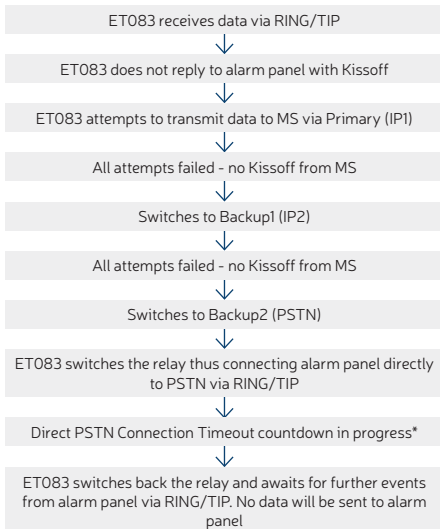 ET083 receives data via RING/TIP
ET083 does not reply to alarm panel with Kissoff
ET083 attempts to transmit data to MS via Primary (IP1)
All attempts failed - no Kissoff from MS
Switches to Backup1 (IP2)
All attempts failed - no Kissoff from MS
Switches to Backup2 (PSTN)
ET083 switches the relay thus connecting alarm panel directly
to PSTN via RING/TIP
Direct PSTN Connection Timeout countdown in progress*
ET083 switches back the relay and awaits for further events
from alarm panel via RING/TIP. No data will be sent to alarm
panel